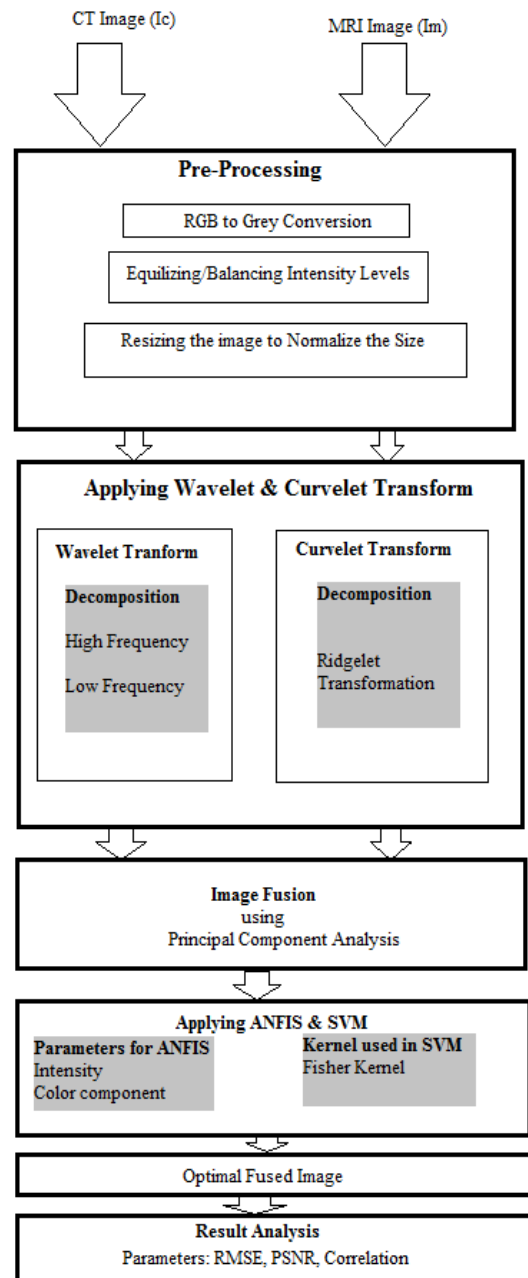 CT Image (Ic)
MRI Image (Im)
Pre-Processing
RGB to Grey Conversion
Equilizing/Balancing Intensity Levels
Resizing the image to Normalize the Size
Applying Wavelet & Curvelet Transform
Wavelet Tranform
Decomposition
High Frequency
Low Frequency
Curvelet Transform
Decomposition
Ridgelet
Transformation
Image Fusion
using
Principal Component Analysis
Applying ANFIS & SVM
Parameters for ANFIS
Intensity
Color component
Kernel used in SVM
Fisher Kernel
Optimal Fused Image
Result Analysis
Parameters: RMSE, PSNR, Correlation